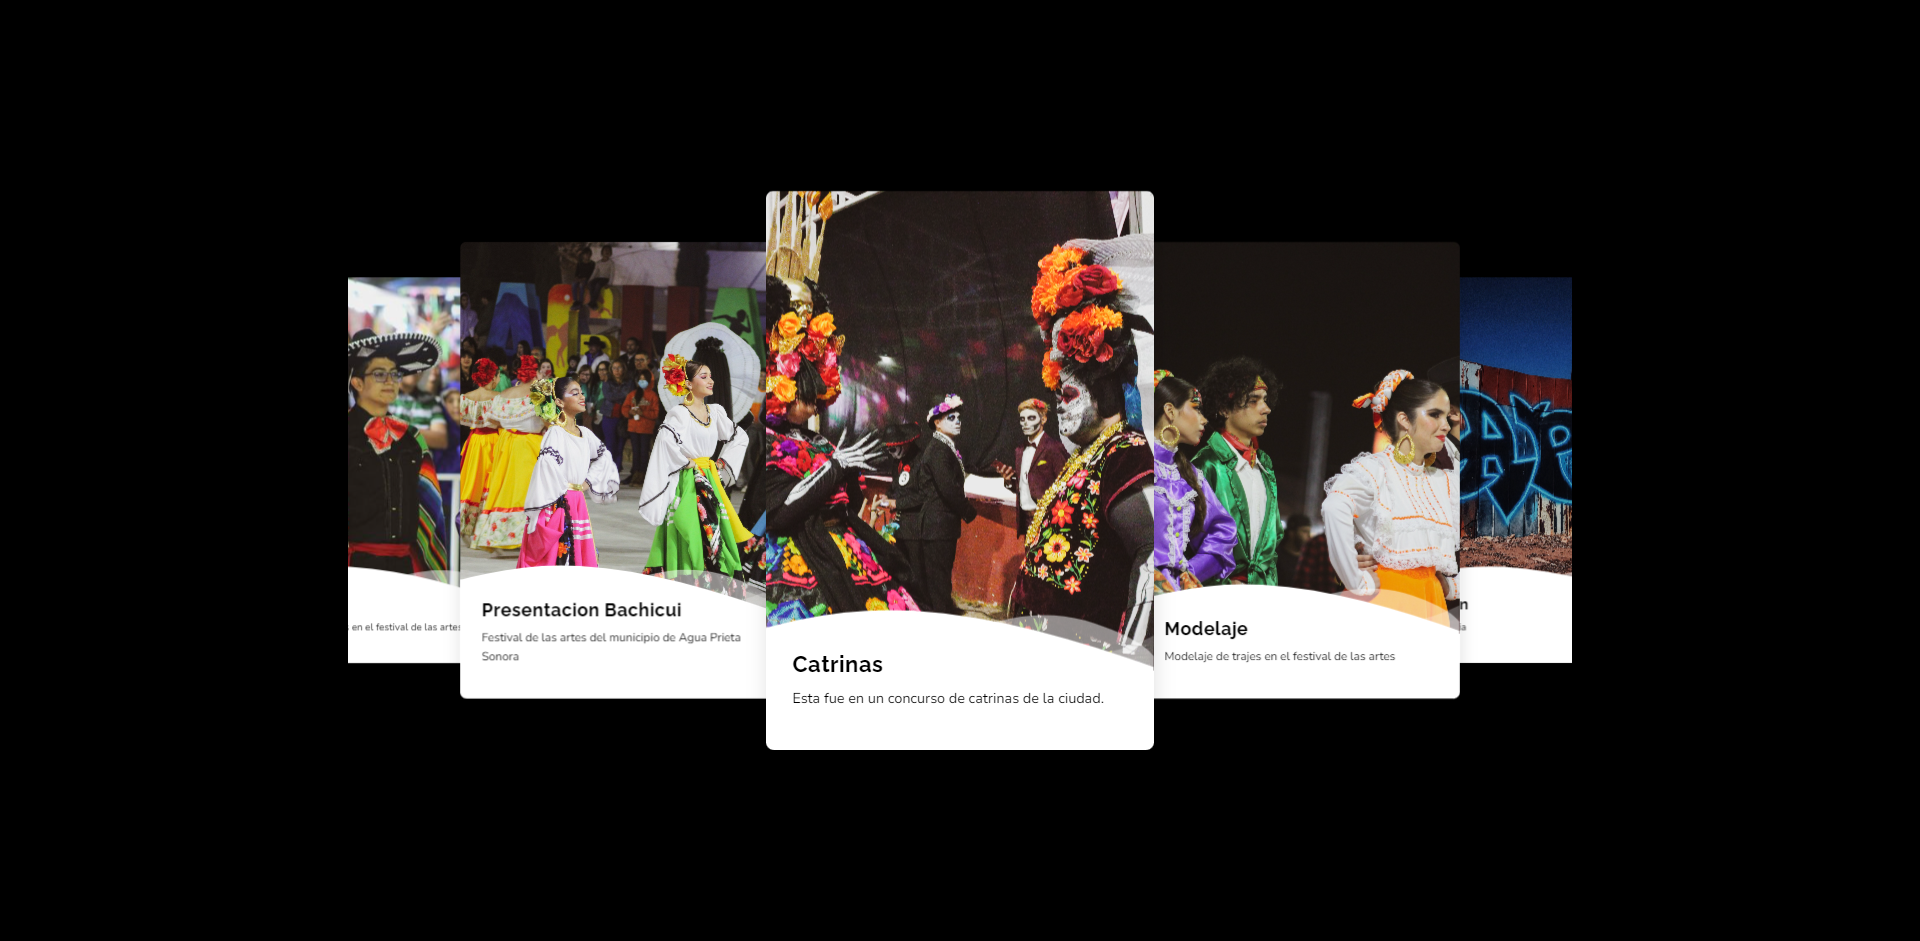 en el festival de las artes
Presentacion Bachicui
Festival de las artes del municipio de Agua Prieta
Sonora
Catrinas
Esta fue en un concurso de catrinas de la ciudad.
Modelaje
Modelaje de trajes en el festival de las artes